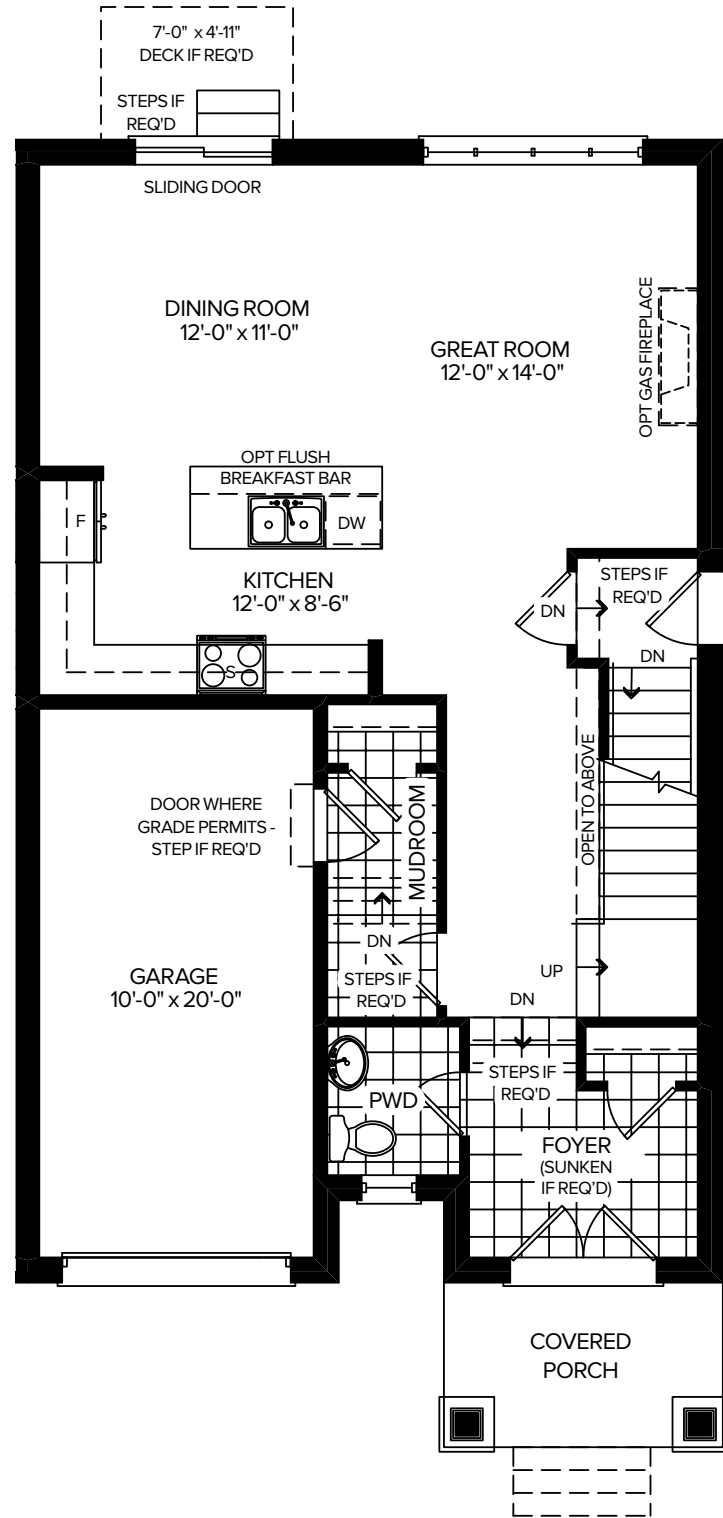 7'-0" x 4'-11"
DECK IF REQ'D
STEPS IF
REQ'D
SLIDING DOOR
DINING ROOM
12'-0" x 11'-0"
GREAT ROOM
12'-0" x 14'-0"
OPT GAS FIREPLACE
OPT FLUSH
BREAKFAST BAR
F
DW
KITCHEN
12'-0" x 8'-6"
S
STEPS IF
REQ'D
DN
DN
OPEN TO ABOVE
DOOR WHERE
GRADE PERMITS -
STEP IF REQ'D
MUDROOM
DN
STEPS IF
REQ'D
GARAGE
10'-0" x 20'-0"
UP
DN
STEPS IF
REQ'D
PWD
FOYER
(SUNKEN
IF REQ'D)
COVERED
PORCH